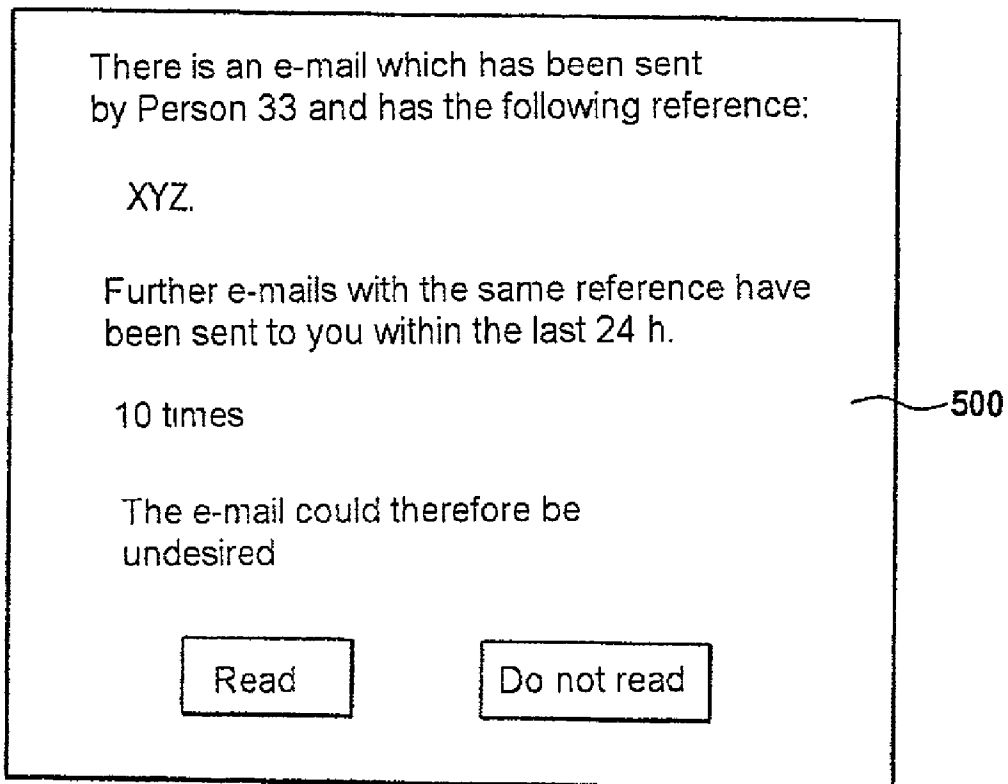 There is an e-mail which has been sent
by Person 33 and has the following reference:
XYZ.
Further e-mails with the same reference have
been sent to you within the last 24 h.
10 times
500
The e-mail could therefore be
undesired
Read
Do not read